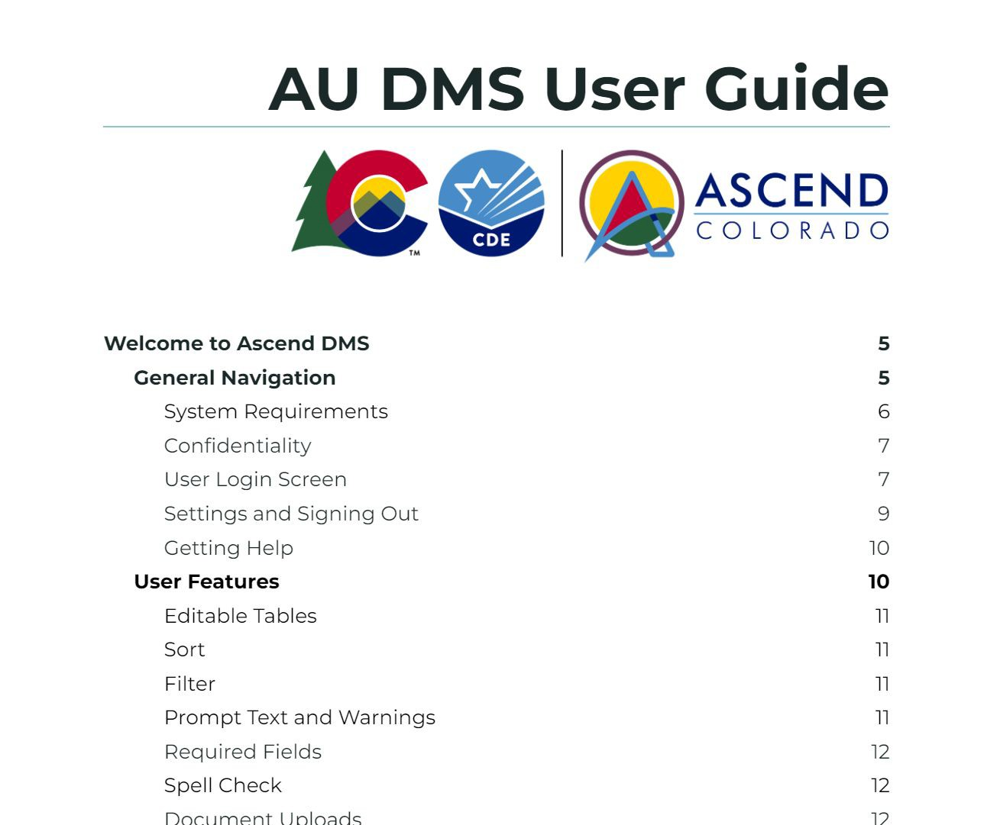 AU DMS User Guide
TM
CDE
ASCEND
COLORADO
Welcome to Ascend DMS 5
General Navigation 5
System Requirements 6
Confidentiality 7
User Login Screen 7
Settings and Signing Out 9
Getting Help 10
User Features 10
Editable Tables 11
Sort 11
Filter 11
Prompt Text and Warnings 11
Required Fields 12
Spell Check 12
Document Uploads 12